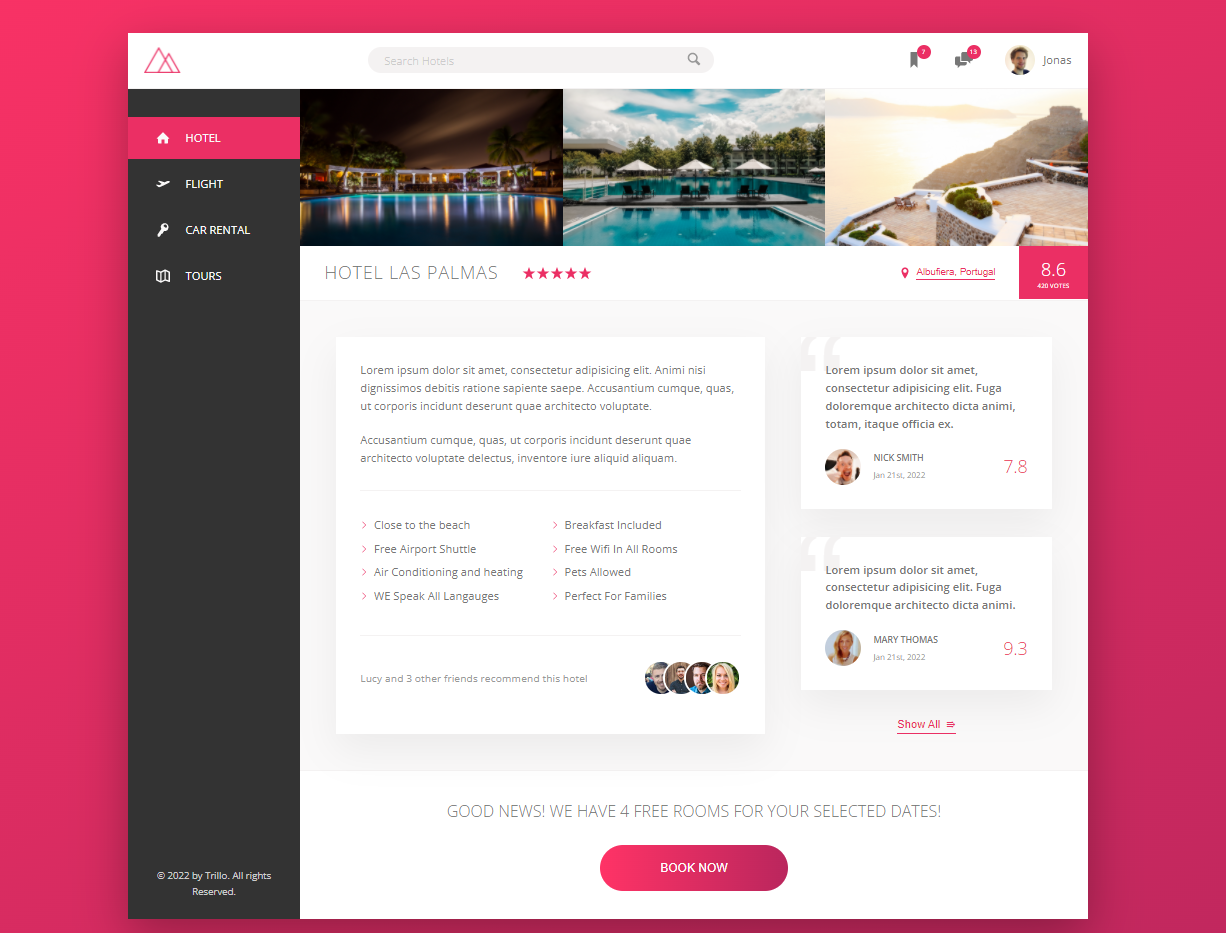 Search Hotels
7
13
Jonas
HOTEL
FLIGHT
CAR RENTAL
TOURS
© 2022 by Trillo. All rights
Reserved.
HOTEL LAS PALMAS
Albufiera, Portugal
8.6
420 VOTES
Lorem ipsum dolor sit amet, consectetur adipisicing elit. Animi nisi
dignissimos debitis ratione sapiente saepe. Accusantium cumque, quas,
ut corporis incidunt deserunt quae architecto voluptate.
Accusantium cumque, quas, ut corporis incidunt deserunt quae
architecto voluptate delectus, inventore iure aliquid aliquam.
Close to the beach
Breakfast Included
Free Airport Shuttle
Free Wifi In All Rooms
Air Conditioning and heating
Pets Allowed
WE Speak All Langauges
Perfect For Families
Lucy and 3 other friends recommend this hotel
Lorem ipsum dolor sit amet,
consectetur adipisicing elit. Fuga
doloremque architecto dicta animi,
totam, itaque officia ex.
NICK SMITH
Jan 21st, 2022
7.8
Lorem ipsum dolor sit amet,
consectetur adipisicing elit. Fuga
doloremque architecto dicta animi.
MARY THOMAS
Jan 21st, 2022
9.3
Show All
GOOD NEWS! WE HAVE 4 FREE ROOMS FOR YOUR SELECTED DATES!
BOOK NOW